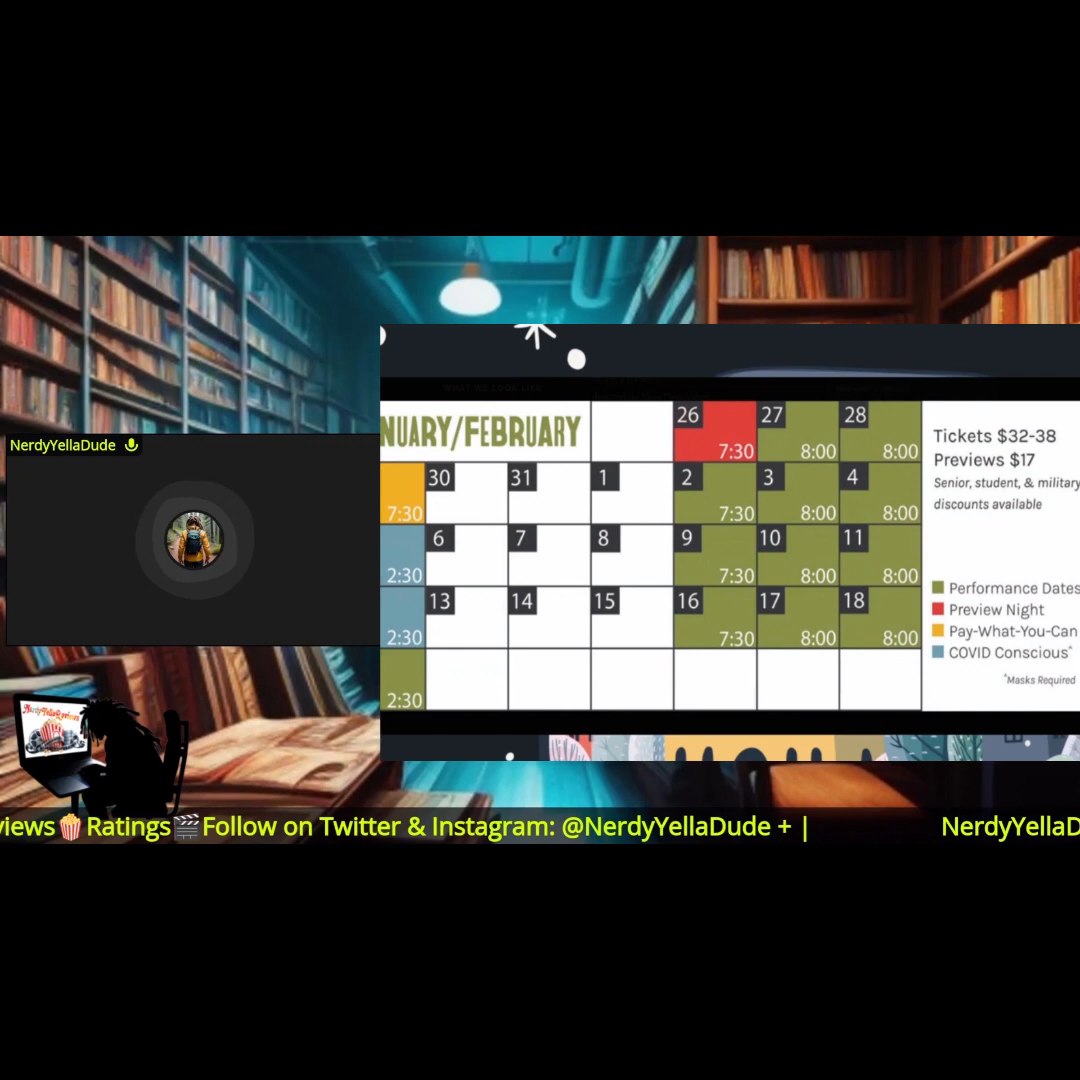 NerdyYellaDude
WHAT WE LOOK LIKE
NUARY/FEBRUARY
26
27
28
7:30
8:00
8:00
30
31
1
2
3
4
7:30
7:30
8:00
8:00
6
7
8
9
10
11
2:30
7:30
8:00
8:00
13
14
15
16
17
18
2:30
7:30
8:00
8:00
2:30
Tickets $32-38
Previews $17
Senior, student, & military
discounts available
Performance Dates
Preview Night
Pay-What-You-Can
COVID Conscious^
^Masks Required
views🍿Ratings🎬Follow on Twitter & Instagram: @NerdyYellaDude + | NerdyYellaD